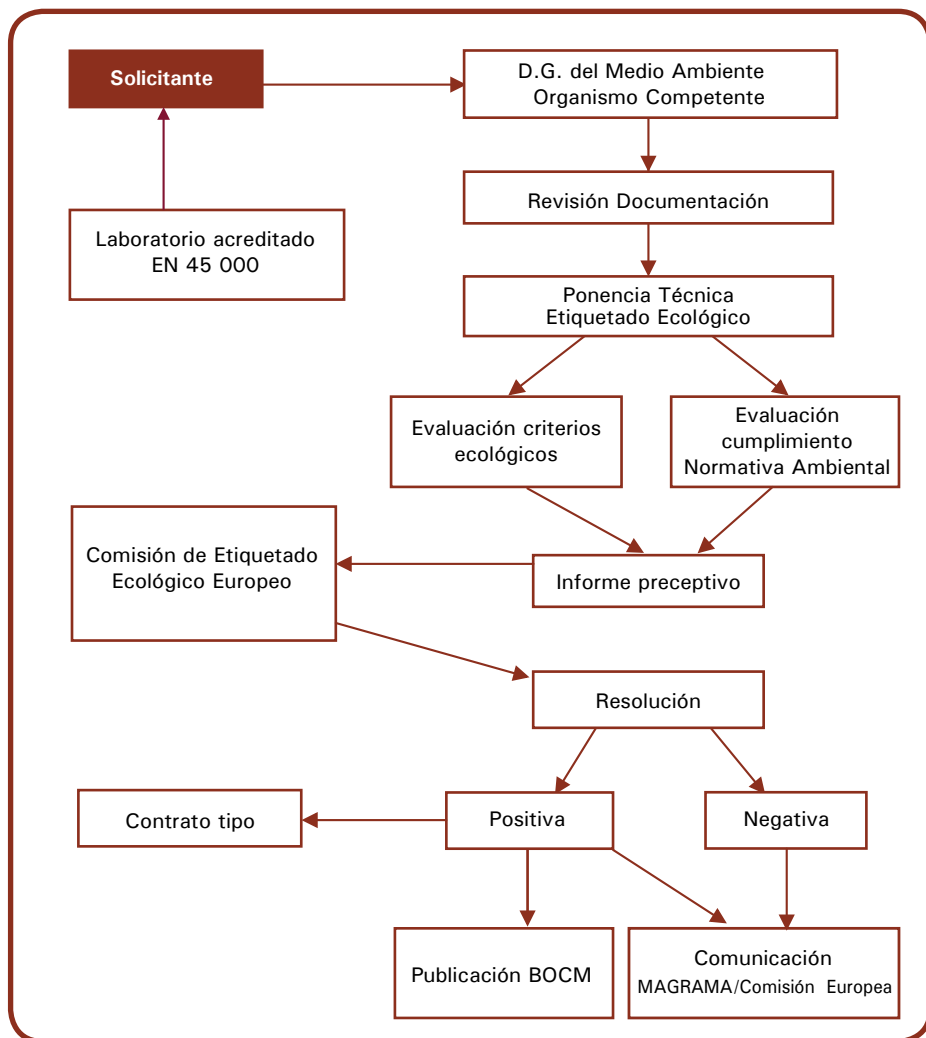 Solicitante
D.G. del Medio Ambiente
Organismo Competente
Revisión Documentación
Laboratorio acreditado
EN 45 000
Ponencia Técnica
Etiquetado Ecológico
Evaluación criterios
ecológicos
Evaluación
cumplimiento
Normativa Ambiental
Comisión de Etiquetado
Ecológico Europeo
Informe preceptivo
Resolución
Contrato tipo
Positiva
Negativa
Publicación BOCM
Comunicación
MAGRAMA/Comisión Europea